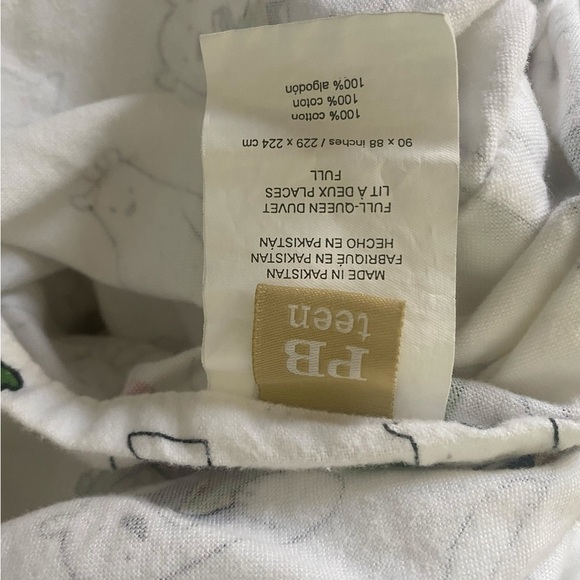 PB
teen
MADE IN PAKISTAN
FABRIQUÉ EN PAKISTAN
HECHO EN PAKISTÁN
FULL-QUEEN DUVET
LIT À DEUX PLACES
FULL
90 x 88 inches / 229 x 224 cm
100% cotton
100% coton
100% algodón